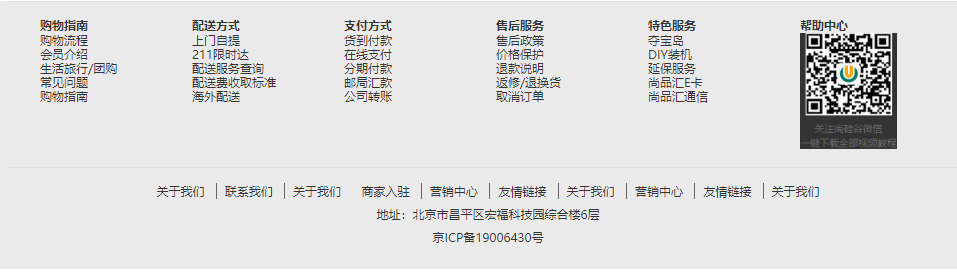 购物指南
购物流程
会员介绍
生活旅行/团购
常见问题
购物指南
配送方式
上门自提
211限时达
配送服务查询
配送费收取标准
海外配送
支付方式
货到付款
在线支付
分期付款
邮局汇款
公司转账
售后服务
售后政策
价格保护
退款说明
返修/退换货
取消订单
特色服务
夺宝岛
DIY装机
延保服务
尚品汇E卡
尚品汇通信
帮助中心
关注尚硅谷微信
一键下载全部视频教程
关于我们 联系我们 关于我们 商家入驻 营销中心 友情链接 关于我们 营销中心 友情链接 关于我们
地址：北京市昌平区宏福科技园综合楼6层
京ICP备19006430号